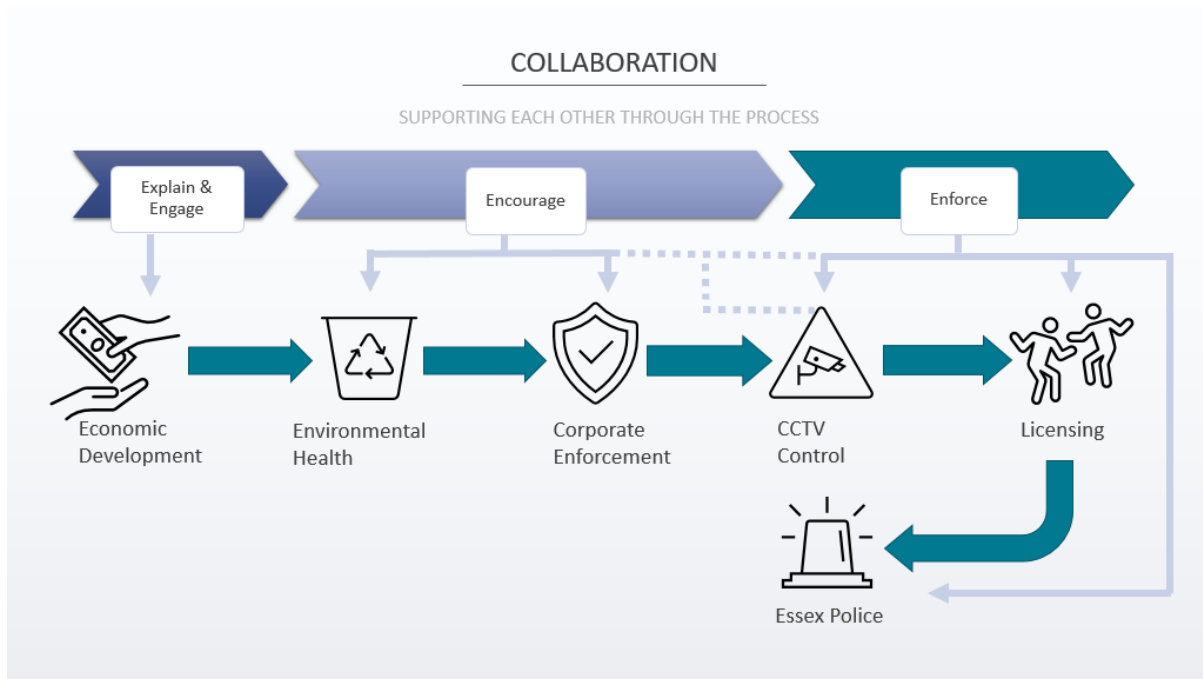 COLLABORATION
SUPPORTING EACH OTHER THROUGH THE PROCESS
Explain &
Engage
Encourage
Enforce
Economic
Development
Environmental
Health
Corporate
Enforcement
CCTV
Control
Licensing
Essex Police